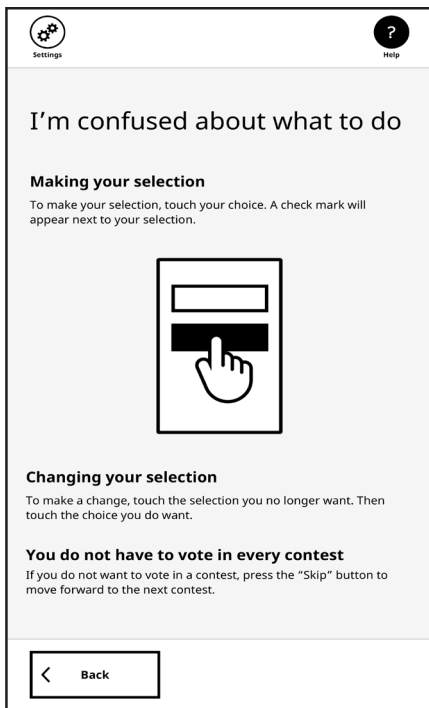 Settings
?
Help
I'm confused about what to do
Making your selection
To make your selection, touch your choice. A check mark will
appear next to your selection.
Changing your selection
To make a change, touch the selection you no longer want. Then
touch the choice you do want.
You do not have to vote in every contest
If you do not want to vote in a contest, press the “Skip” button to
move forward to the next contest.
Back